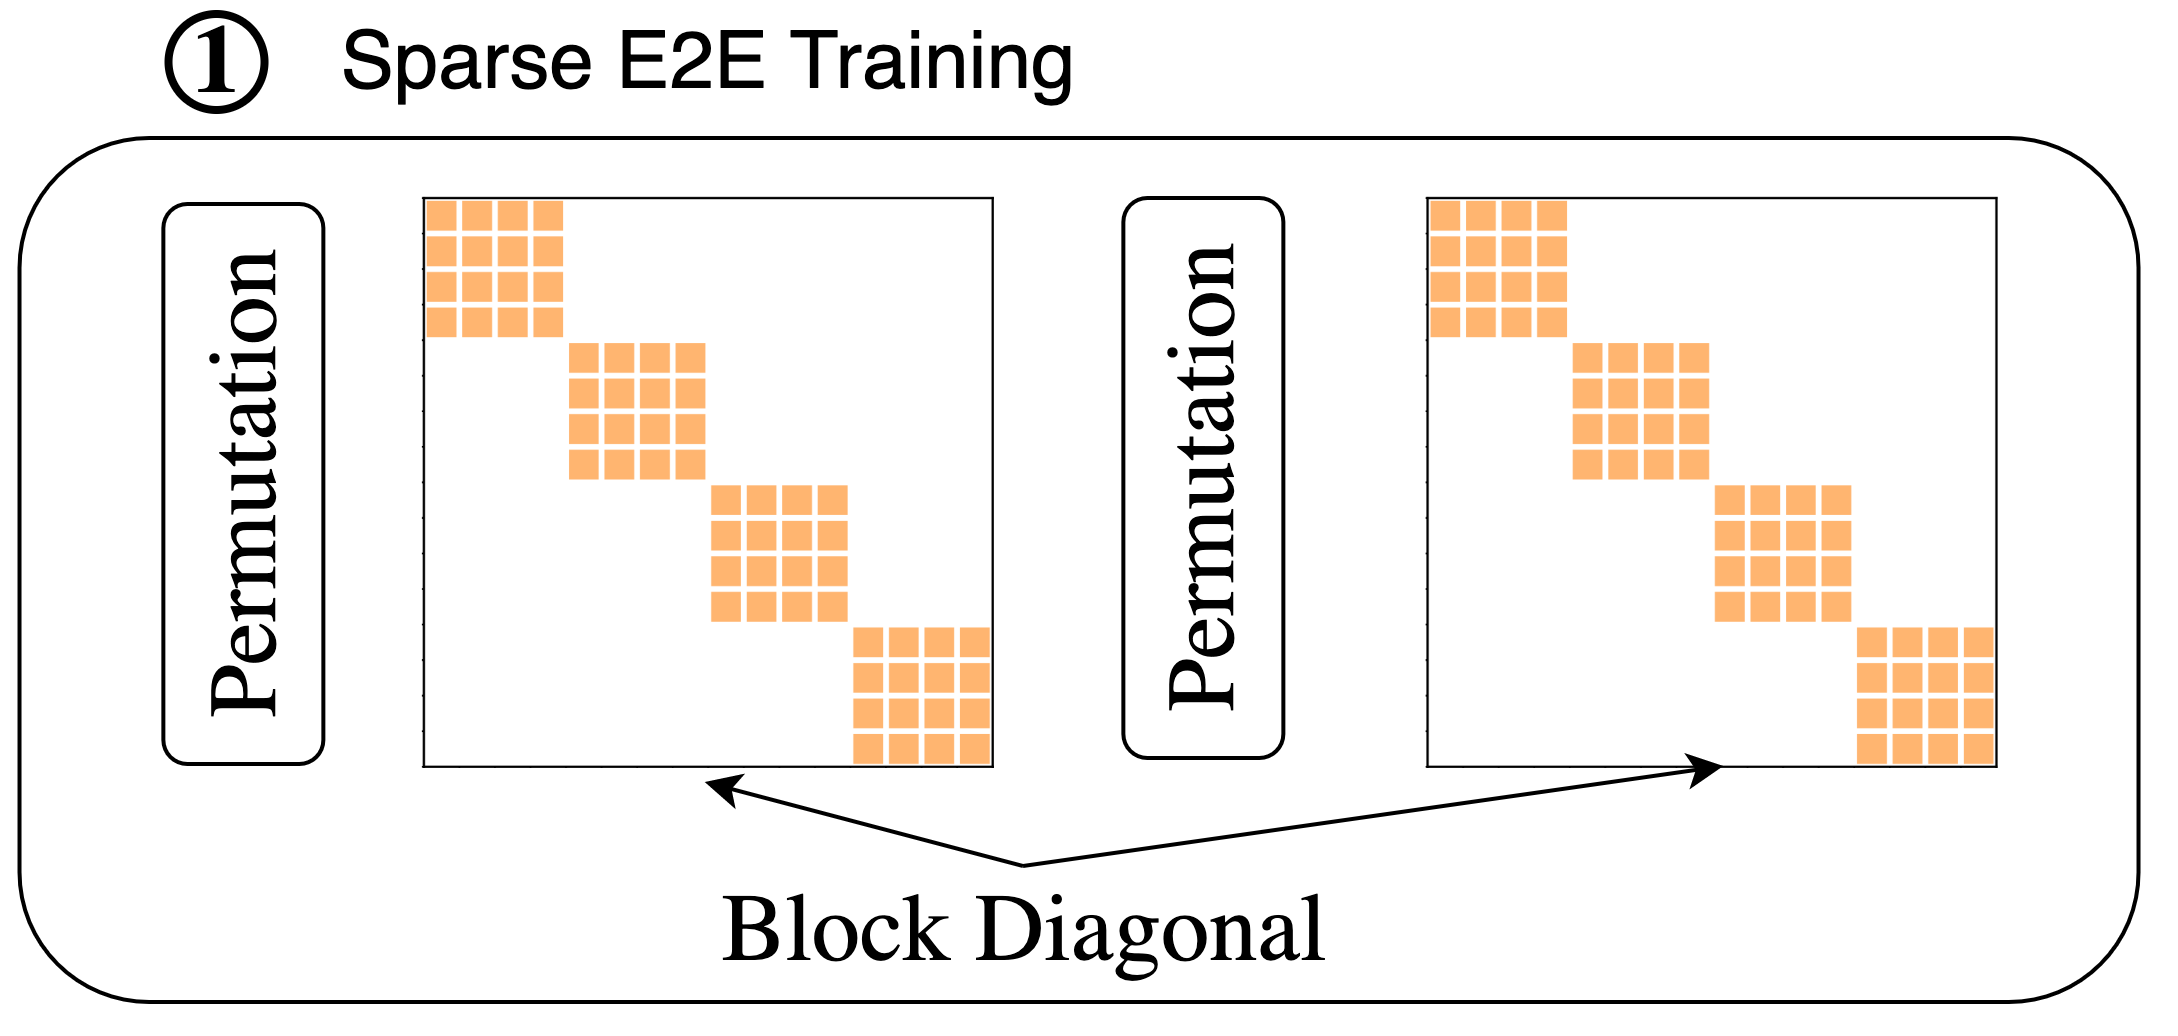 ① Sparse E2E Training
Permutation
Permutation
Block Diagonal